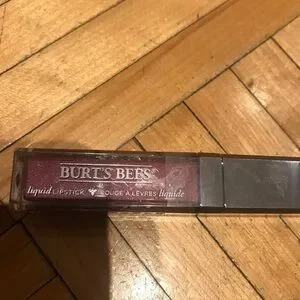 BURT'S BEES®
liquid LIPSTICK ROUGE À LÈVRES liquide